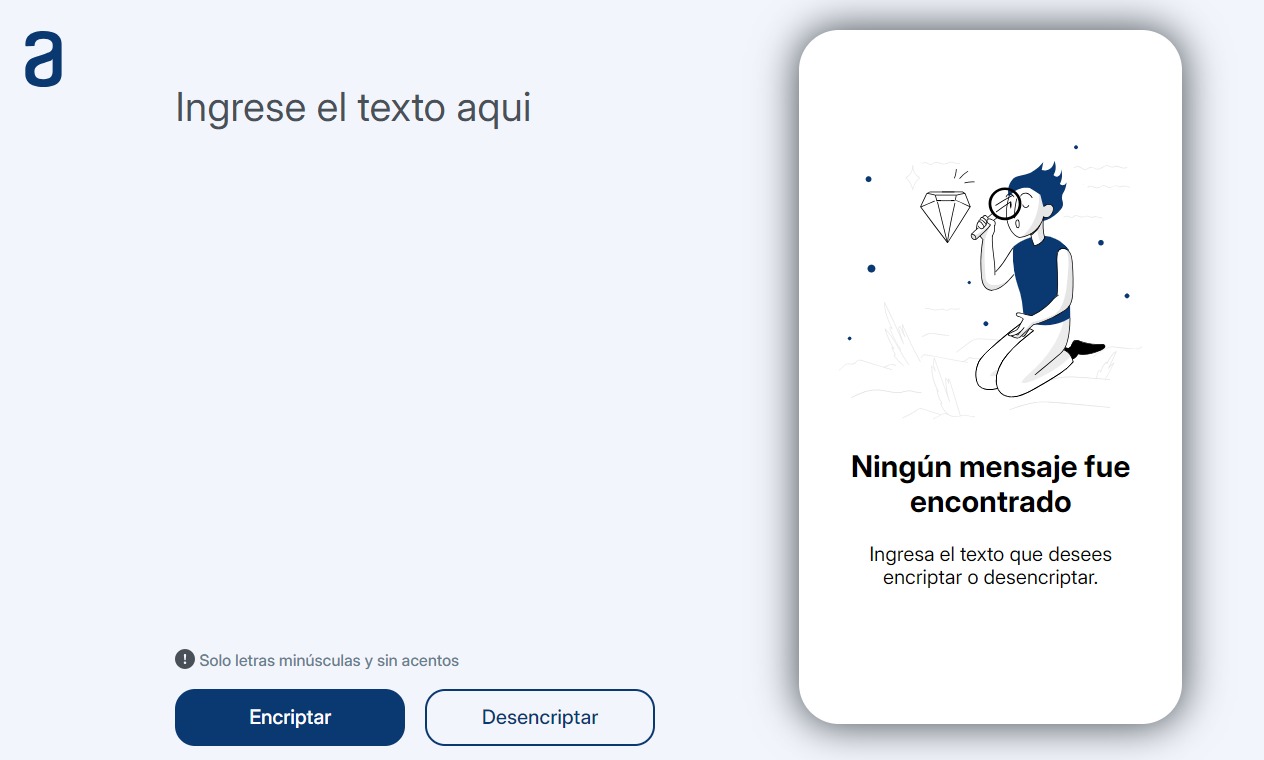 a
Ingrese el texto aqui
Ningún mensaje fue
encontrado
Ingresa el texto que desees
encriptar o desencriptar.
! Solo letras minúsculas y sin acentos
Encriptar
Desencriptar